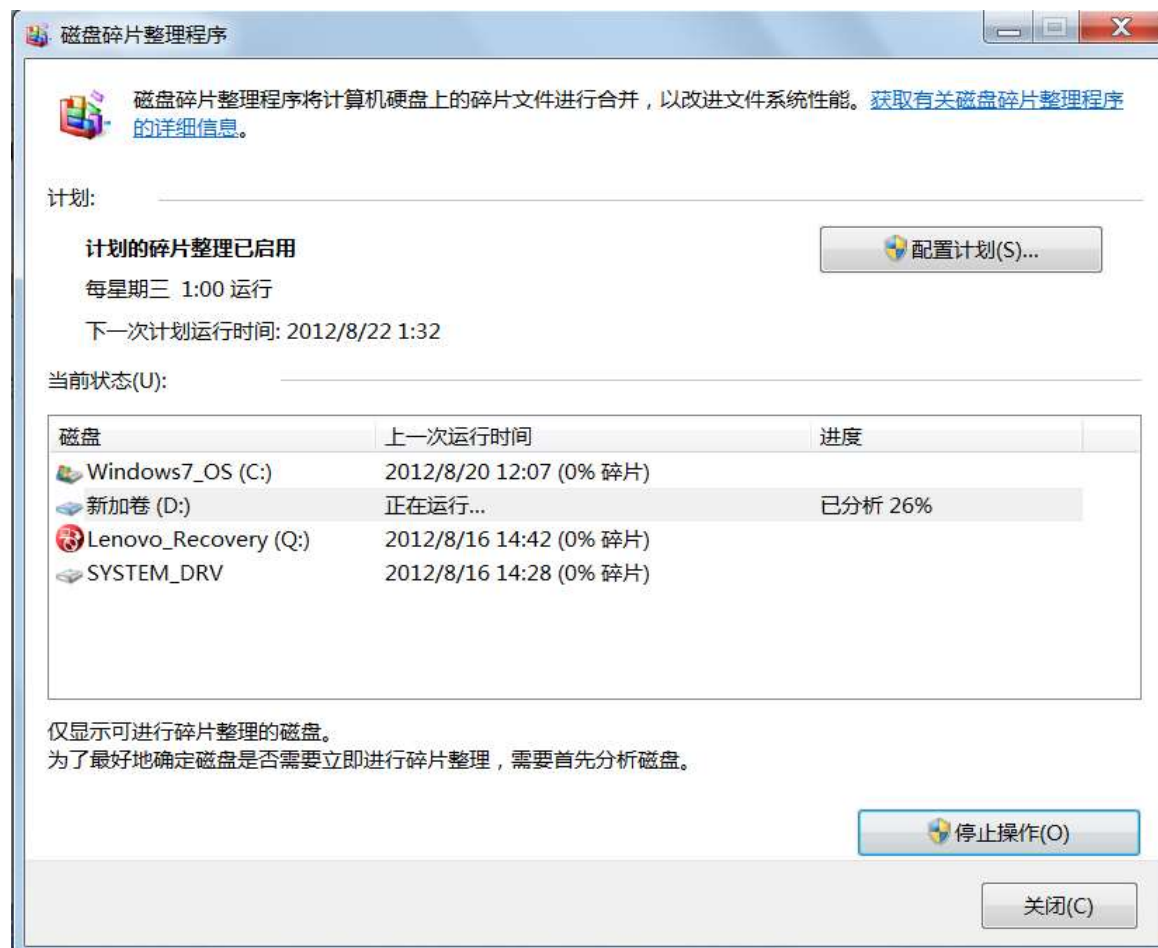 磁盘碎片整理程序
磁盘碎片整理程序将计算机硬盘上的碎片文件进行合并，以改进文件系统性能。获取有关磁盘碎片整理程序
的详细信息。
计划:
计划的碎片整理已启用
配置计划(S)...
每星期三 1:00 运行
下一次计划运行时间: 2012/8/22 1:32
当前状态(U):
磁盘 上一次运行时间 进度
Windows7_OS (C:) 2012/8/20 12:07 (0% 碎片)
新加卷 (D:) 正在运行... 已分析 26%
Lenovo_Recovery (Q:) 2012/8/16 14:42 (0% 碎片)
SYSTEM_DRV 2012/8/16 14:28 (0% 碎片)
仅显示可进行碎片整理的磁盘。
为了最好地确定磁盘是否需要立即进行碎片整理，需要首先分析磁盘。
停止操作(O)
关闭(C)